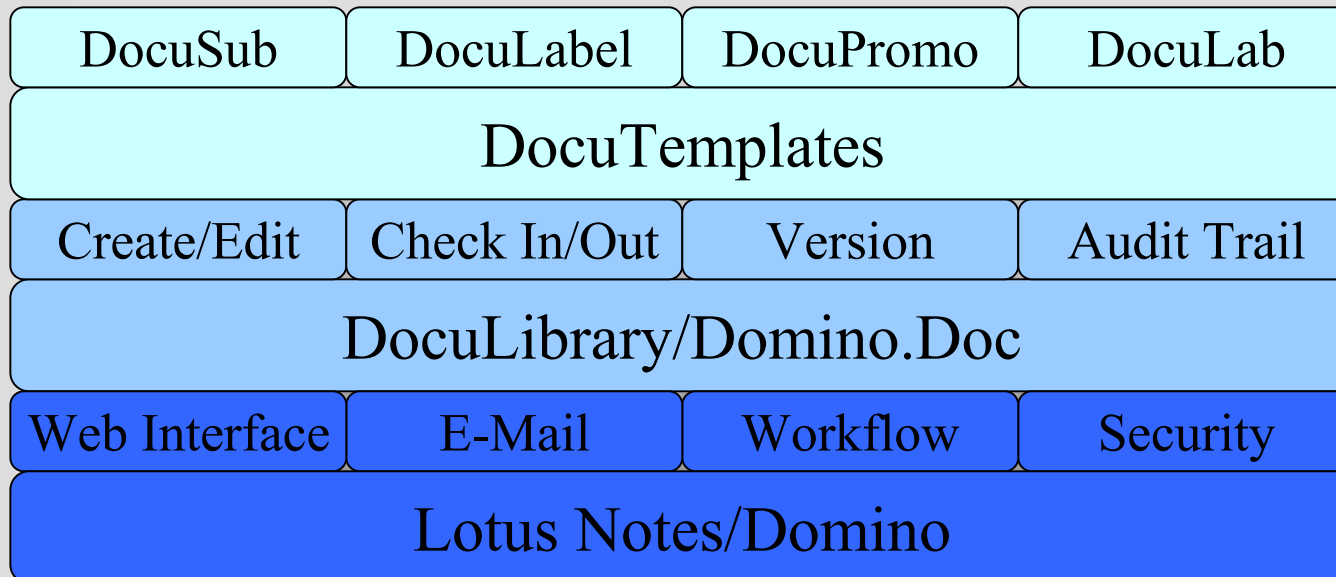 DocuSub DocuLabel DocuPromo DocuLab
DocuTemplates
Create/Edit Check In/Out Version Audit Trail
DocuLibrary/Domino.Doc
Web Interface E-Mail Workflow Security
Lotus Notes/Domino